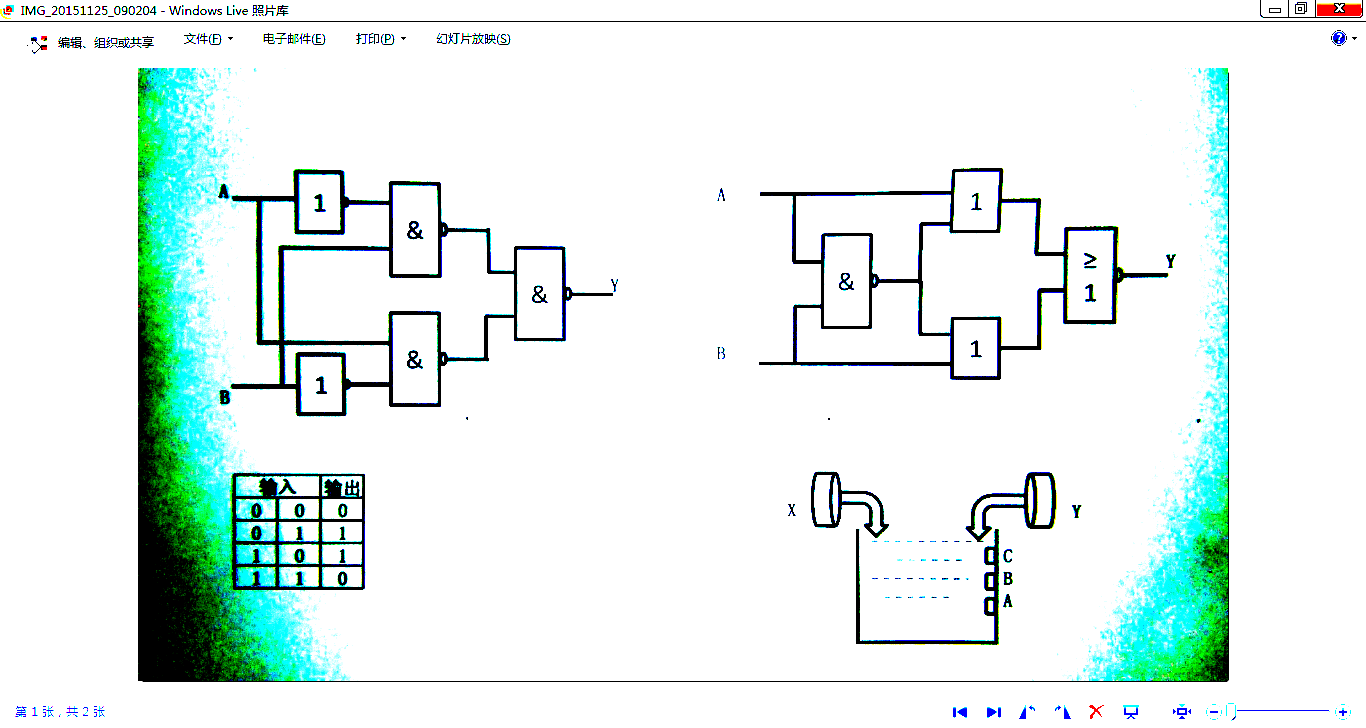 IMG_20151125_090204 - Windows Live 照片库
编辑、组织或共享 文件(F) 电子邮件(E) 打印(P) 幻灯片放映(S)
A
1
&
&
Y
&
B
1
A
1
&
≥
1
Y
B
1
输入 输出
0 0 0
0 1 1
1 0 1
1 1 0
X
Y
C
B
A
第 1 张，共 2 张